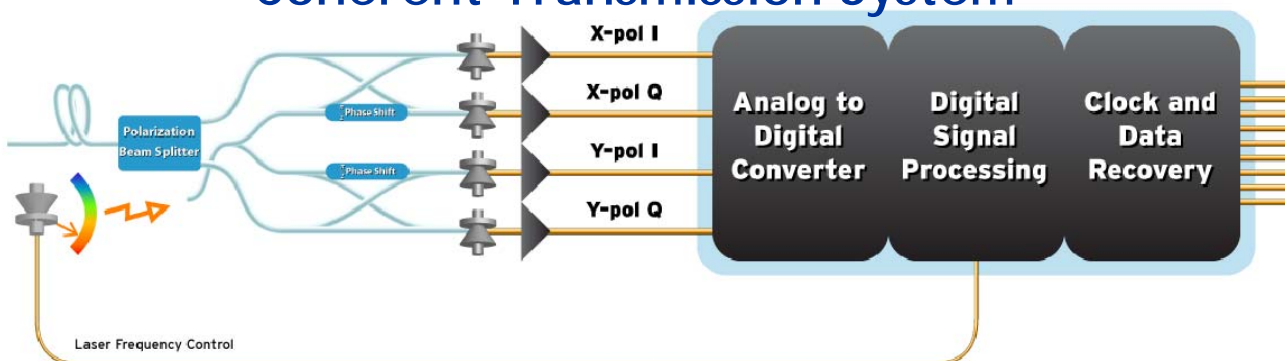 Coherent Transmission System
X-pol I
X-pol Q
Y-pol I
Y-pol Q
Polarization
Beam Splitter
Phase Shift
Phase Shift
Analog to
Digital
Converter
Digital
Signal
Processing
Clock and
Data
Recovery
Laser Frequency Control